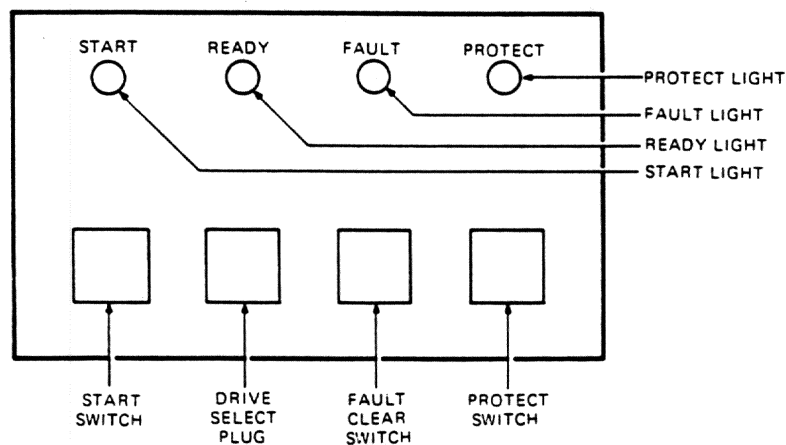 START READY FAULT PROTECT
PROTECT LIGHT
FAULT LIGHT
READY LIGHT
START LIGHT
START
SWITCH
DRIVE
SELECT
PLUG
FAULT
CLEAR
SWITCH
PROTECT
SWITCH